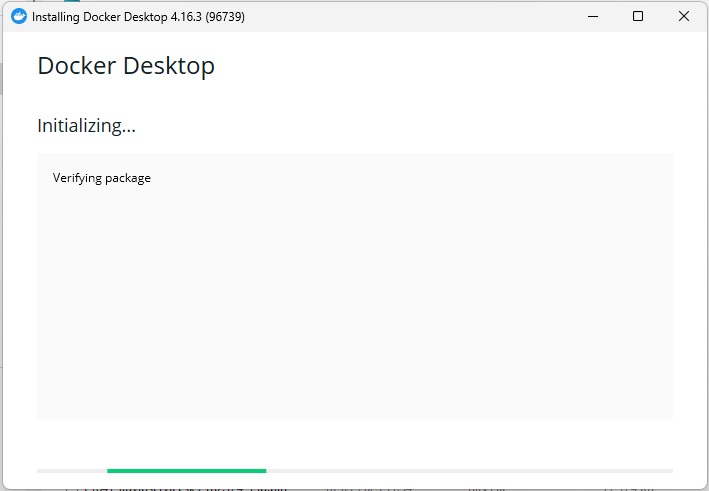 Installing Docker Desktop 4.16.3 (96739)
Docker Desktop
Initializing...
Verifying package